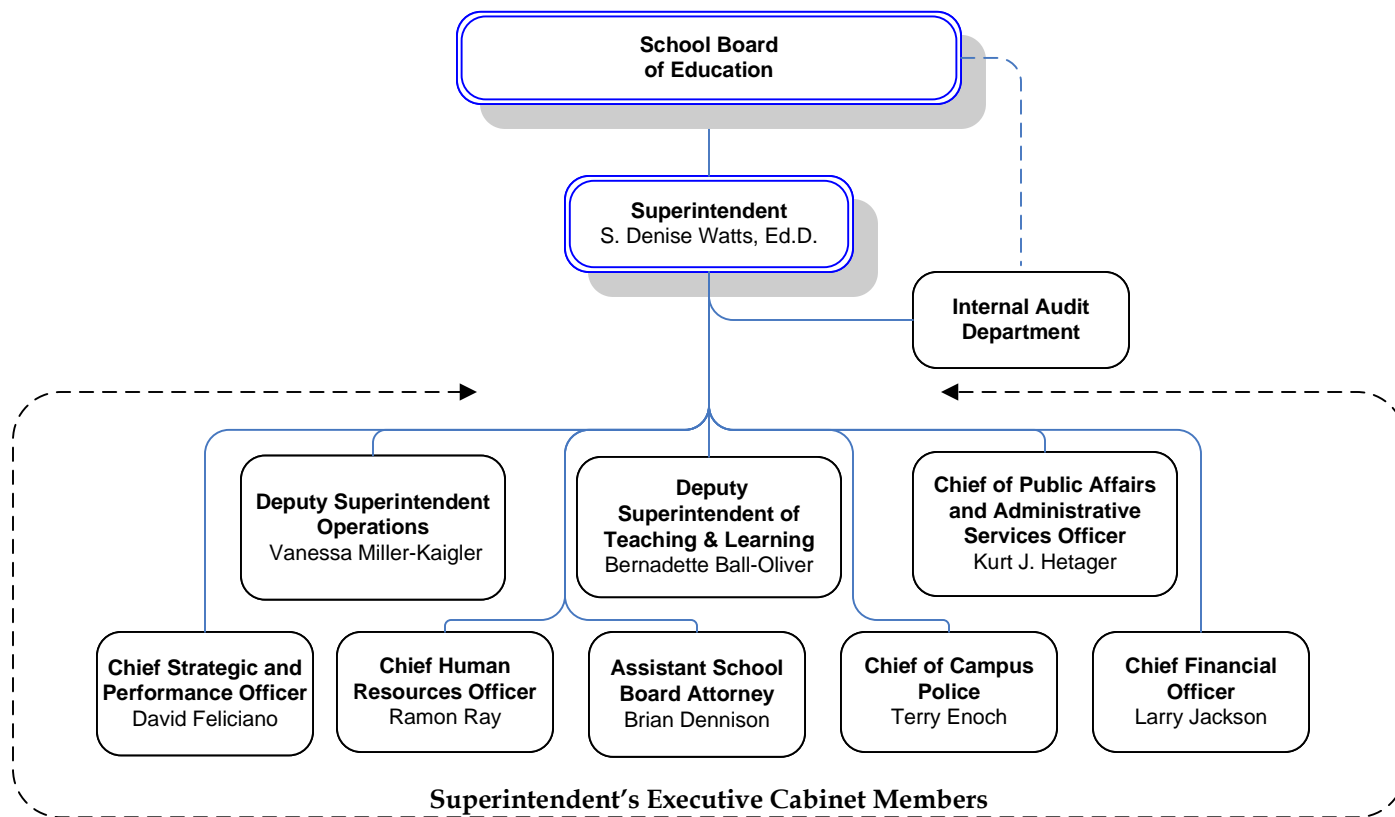 School Board
of Education
Superintendent
S. Denise Watts, Ed.D.
Internal Audit
Department
Deputy Superintendent
Operations
Vanessa Miller-Kaigler
Deputy
Superintendent of
Teaching & Learning
Bernadette Ball-Oliver
Chief of Public Affairs
and Administrative
Services Officer
Kurt J. Hetager
Chief Strategic and
Performance Officer
David Feliciano
Chief Human
Resources Officer
Ramon Ray
Assistant School
Board Attorney
Brian Dennison
Chief of Campus
Police
Terry Enoch
Chief Financial
Officer
Larry Jackson
Superintendent’s Executive Cabinet Members